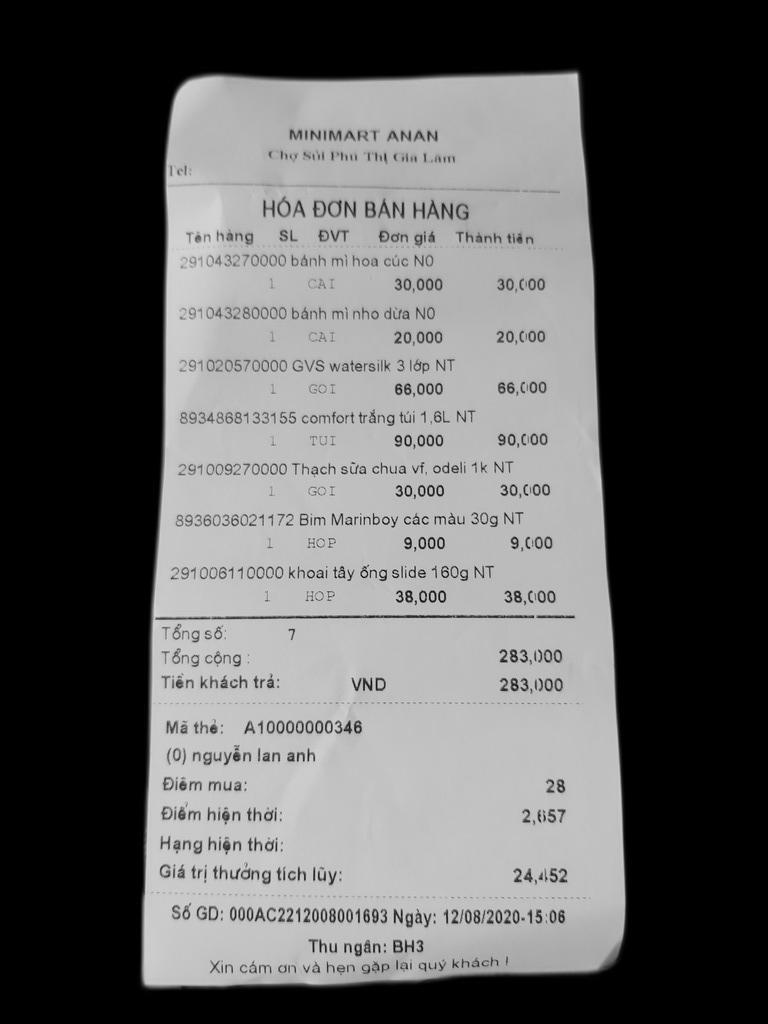 MINIMART ANAN
Chợ Sủi Phú Thị Gia Lâm
Tel:
HÓA ĐƠN BÁN HÀNG
Tên hàng SL ĐVT Đơn giá Thành tiền
291043270000 bánh mì hoa cúc N0
1 CAI 30,000 30,000
291043280000 bánh mì nho dừa N0
1 CAI 20,000 20,000
291020570000 GVS watersilk 3 lớp NT
1 GOI 66,000 66,000
8934868133155 comfort trắng túi 1,6L NT
1 TUI 90,000 90,000
291009270000 Thạch sữa chua vf, odeli 1k NT
1 GOI 30,000 30,000
8936036021172 Bim Marinboy các màu 30g NT
1 HOP 9,000 9,000
291006110000 khoai tây ống slide 160g NT
1 HOP 38,000 38,000
Tổng số: 7
Tổng cộng : 283,000
Tiền khách trả: VND 283,000
Mã thẻ: A10000000346
(0) nguyễn lan anh
Điểm mua: 28
Điểm hiện thời: 2,657
Hạng hiện thời:
Giá trị thưởng tích lũy: 24,452
Số GD: 000AC2212008001693 Ngày: 12/08/2020-15:06
Thu ngân: BH3
Xin cám ơn và hẹn gặp lại quý khách !